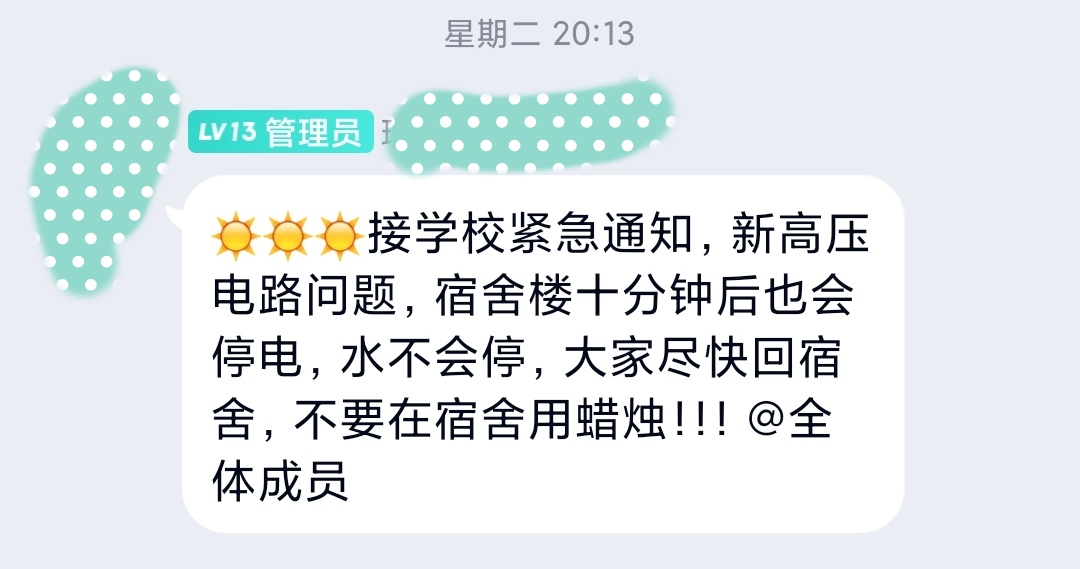 星期二 20:13
LV13 管理员
☀️☀️☀️接学校紧急通知，新高压
电路问题，宿舍楼十分钟后也会
停电，水不会停，大家尽快回宿
舍，不要在宿舍用蜡烛！！！@全
体成员